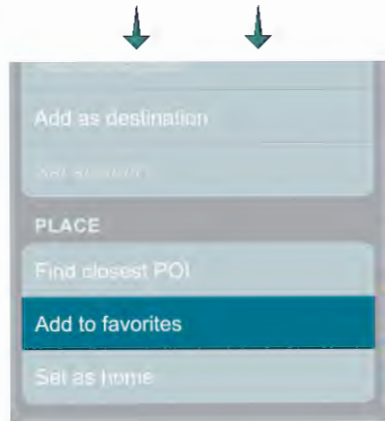 Add as destination
PLACE
Find closest POI
Add to favorites
Set as home